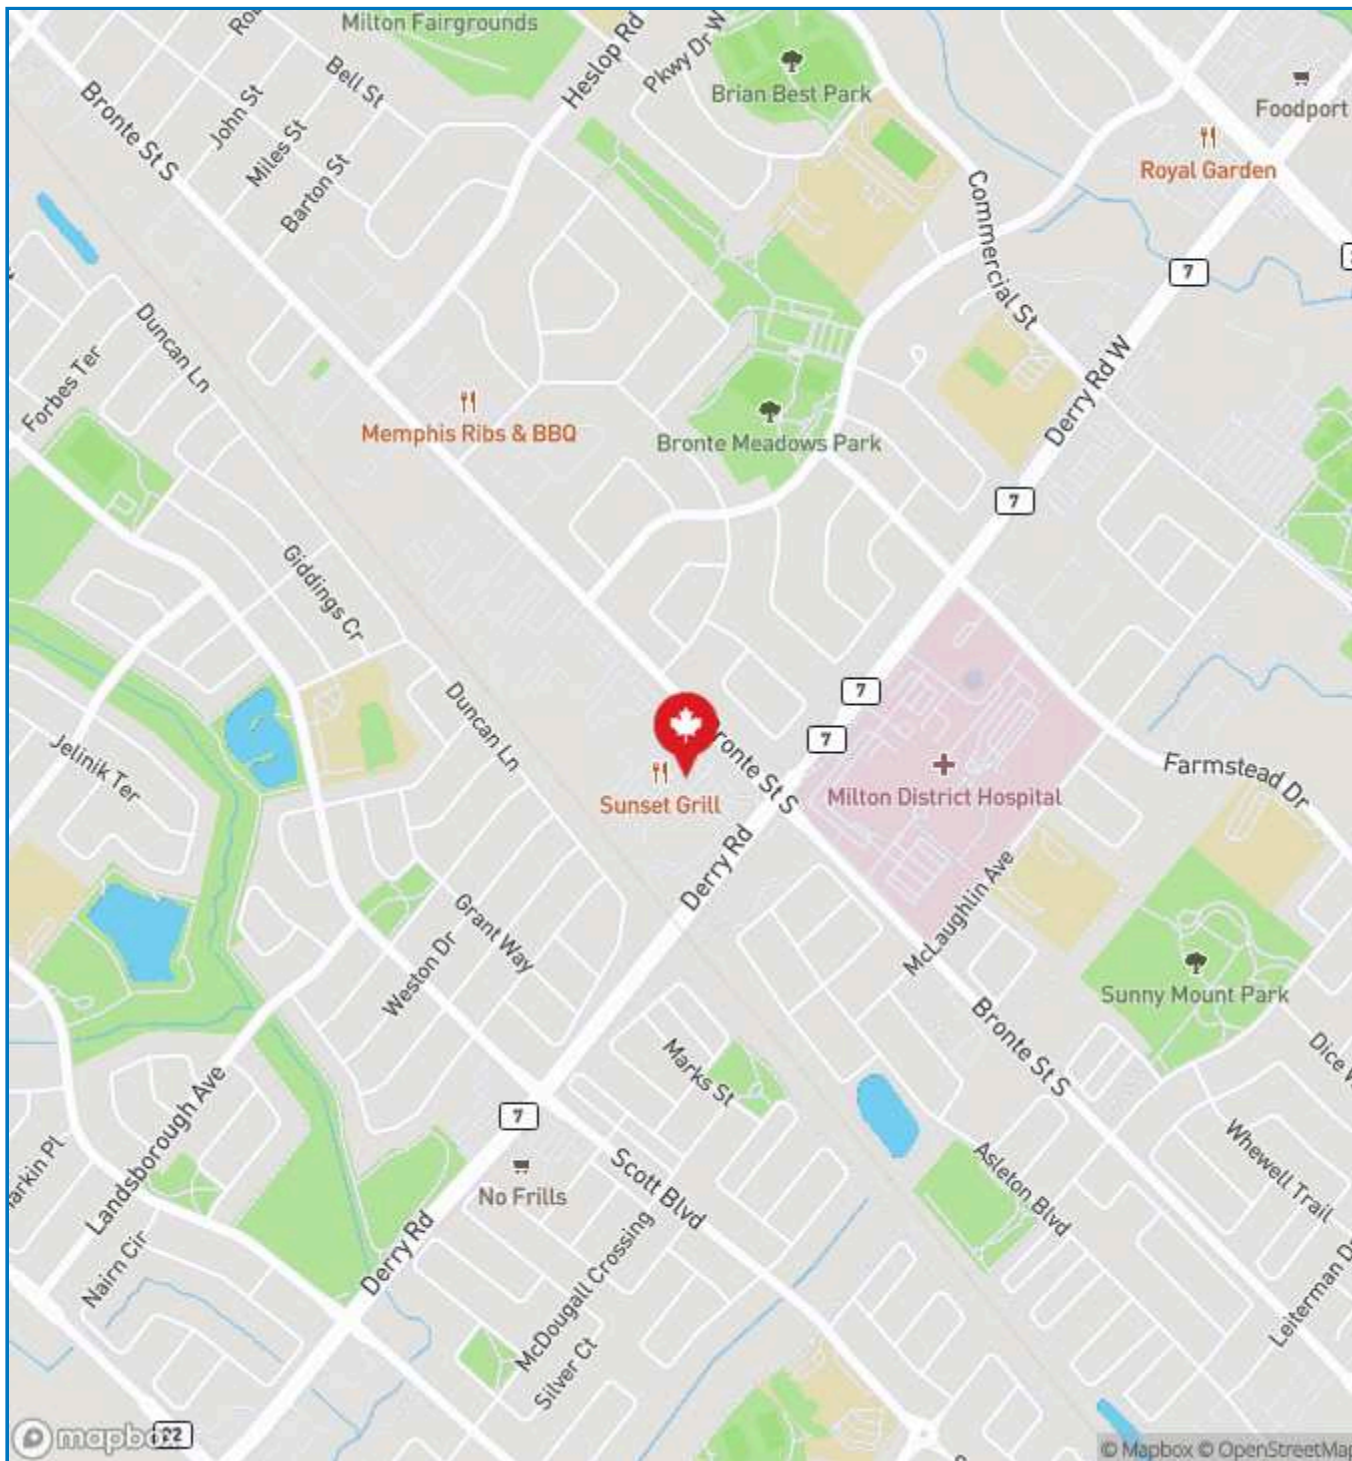 Milton Fairgrounds
Heslop Rd
Pkwy Dr W
Brian Best Park
Foodport
Royal Garden
Bronte St S
Bell St
John St
Miles St
Barton St
Commercial St
7
Duncan Ln
Forbes Ter
Memphis Ribs & BBQ
Bronte Meadows Park
Derry Rd W
7
Giddings Cr
Duncan Ln
7
7
Jelinik Ter
Bronte St S
Sunset Grill
Milton District Hospital
Farmstead Dr
Derry Rd
McLaughlin Ave
Grant Way
Weston Dr
Sunny Mount Park
Bronte St S
Marks St
Landsborough Ave
7
No Frills
Scott Blvd
Asleton Blvd
Whewell Trail
Nairn Cir
Derry Rd
McDougall Crossing
Silver Ct
mapbox
22
© Mapbox © OpenStreetMap